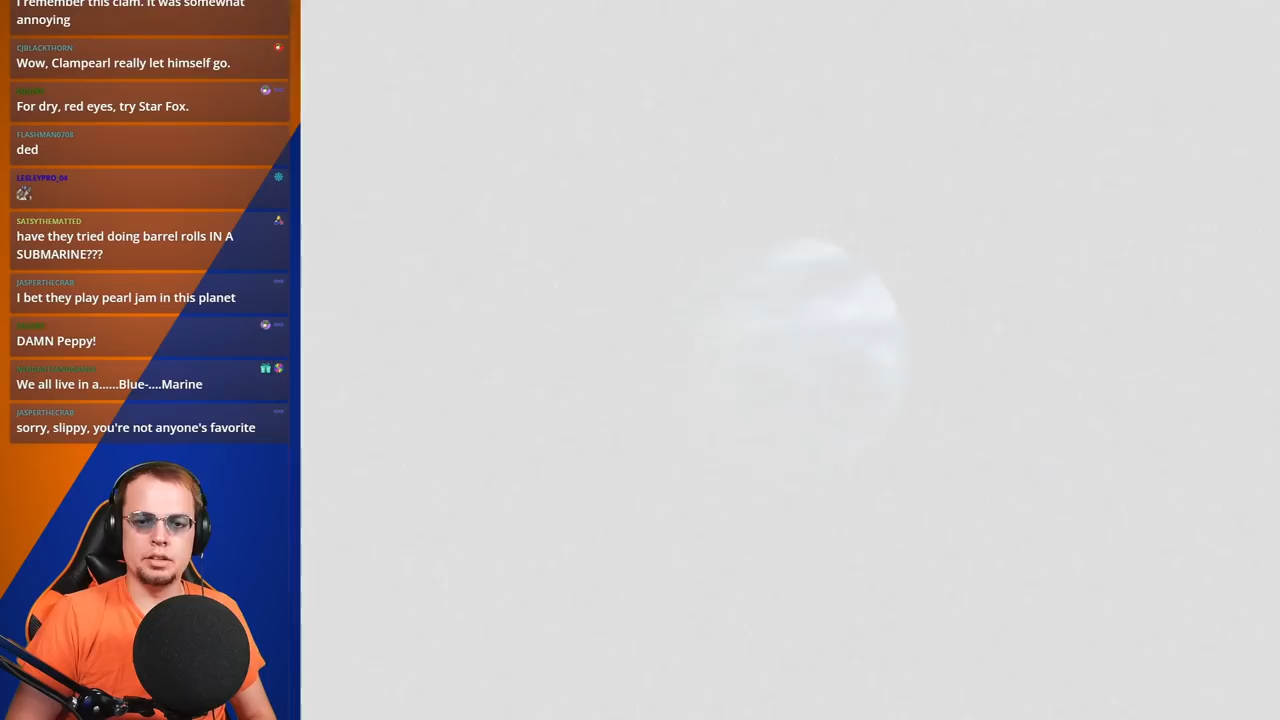 I remember this clam. It was somewhat
annoying
CJBLACKTHORN
Wow, Clampearl really let himself go.
For dry, red eyes, try Star Fox.
FLASHMAN0708
ded
LESLEYPRO_04
SATSYTHEMATTED
have they tried doing barrel rolls IN A
SUBMARINE???
JASPERTHECRAB
I bet they play pearl jam in this planet
DAMN Peppy!
We all live in a......Blue-....Marine
JASPERTHECRAB
sorry, slippy, you're not anyone's favorite